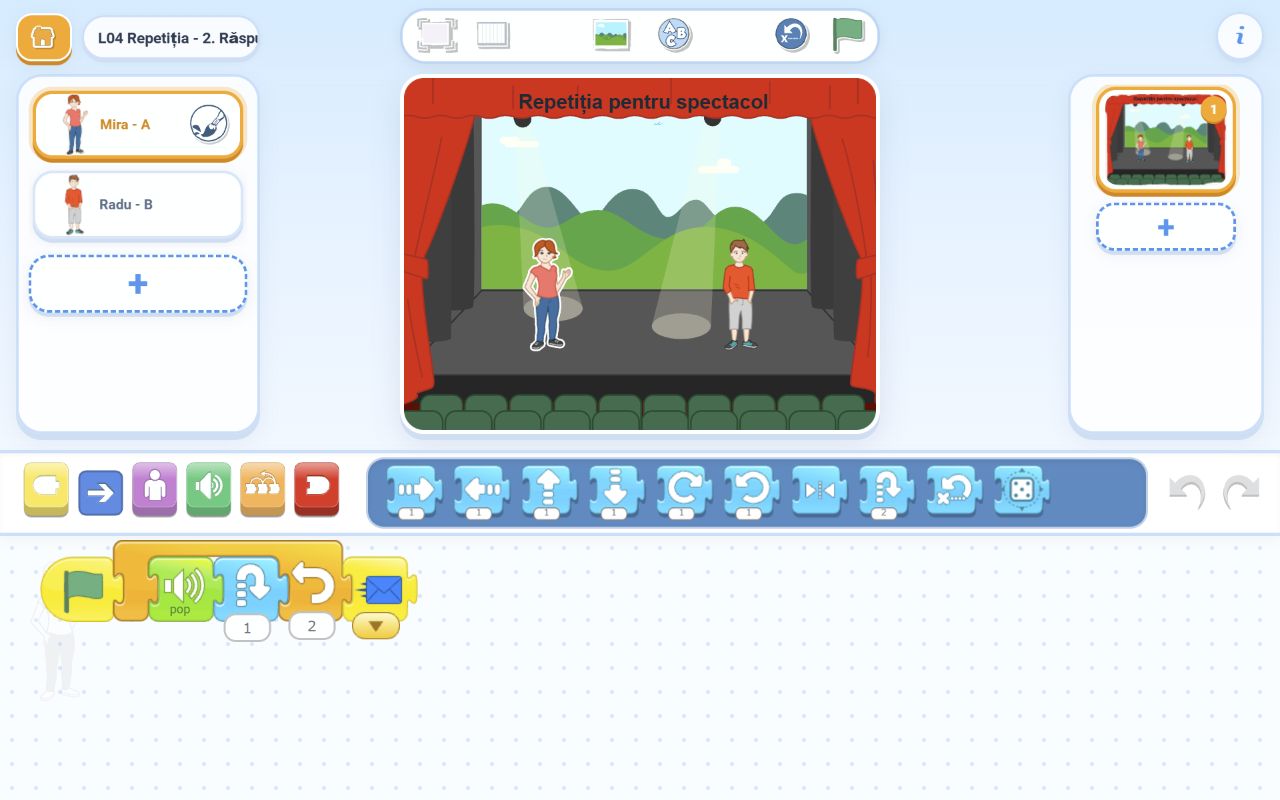 L04 Repetiția - 2. Răspu
A
B
C
x
i
Mira - A
Radu - B
Repetiția pentru spectacol
1
1
1
1
1
1
1
2
x
pop
1
2